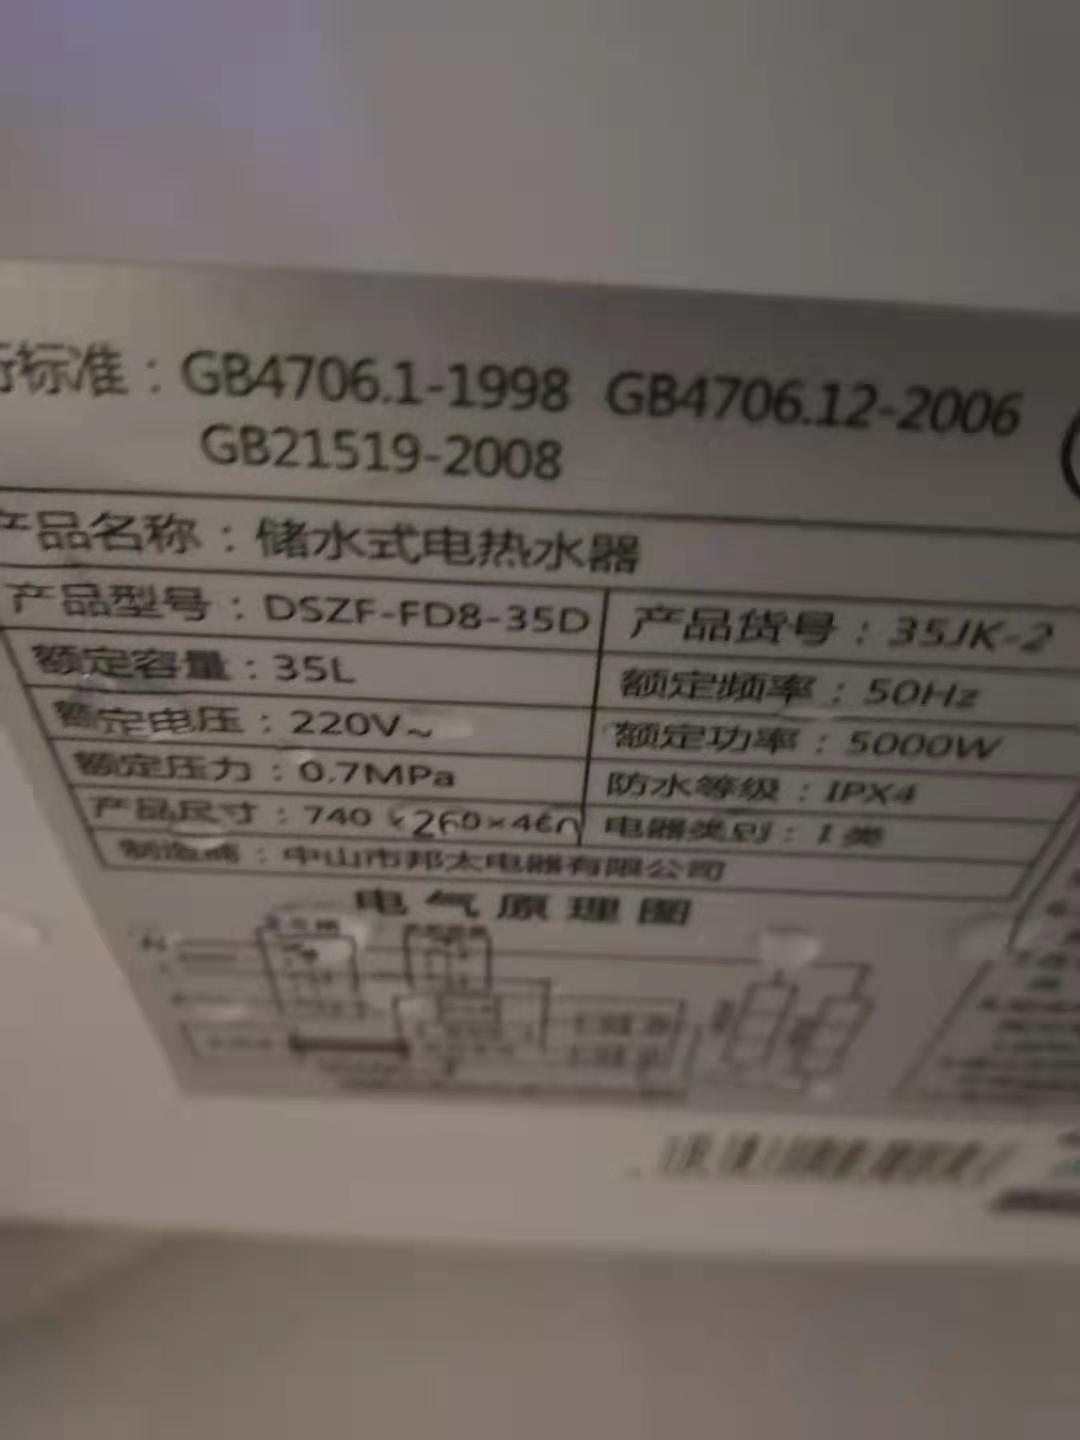 标准：GB4706.1-1998 GB4706.12-2006
GB21519-2008
产品名称：储水式电热水器
产品型号：DSZF-FD8-35D 产品货号：35JK-2
额定容量：35L 额定频率：50Hz
额定电压：220V~ 额定功率：5000W
额定压力：0.7MPa 防水等级：IPX4
产品尺寸：740×260×460 电器类别：I类
制造商：中山市邦太电器有限公司
电气原理图
N